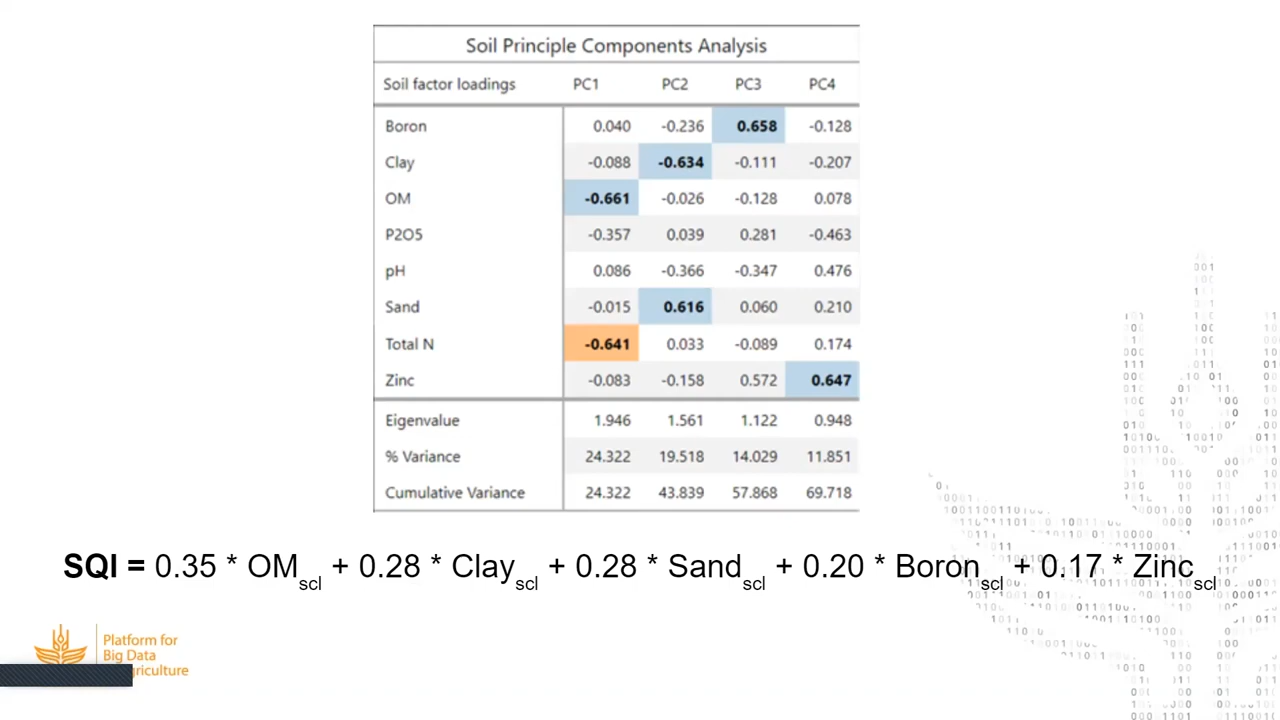 Soil Principle Components Analysis
Soil factor loadings PC1 PC2 PC3 PC4
Boron 0.040 -0.236 0.658 -0.128
Clay -0.088 -0.634 -0.111 -0.207
OM -0.661 -0.026 -0.128 0.078
P2O5 -0.357 0.039 0.281 -0.463
pH 0.086 -0.366 -0.347 0.476
Sand -0.015 0.616 0.060 0.210
Total N -0.641 0.033 -0.089 0.174
Zinc -0.083 -0.158 0.572 0.647
Eigenvalue 1.946 1.561 1.122 0.948
% Variance 24.322 19.518 14.029 11.851
Cumulative Variance 24.322 43.839 57.868 69.718
SQI = 0.35 * OMscl + 0.28 * Clayscl + 0.28 * Sandscl + 0.20 * Boronscl + 0.17 * Zincscl
Platform for
Big Data
griculture